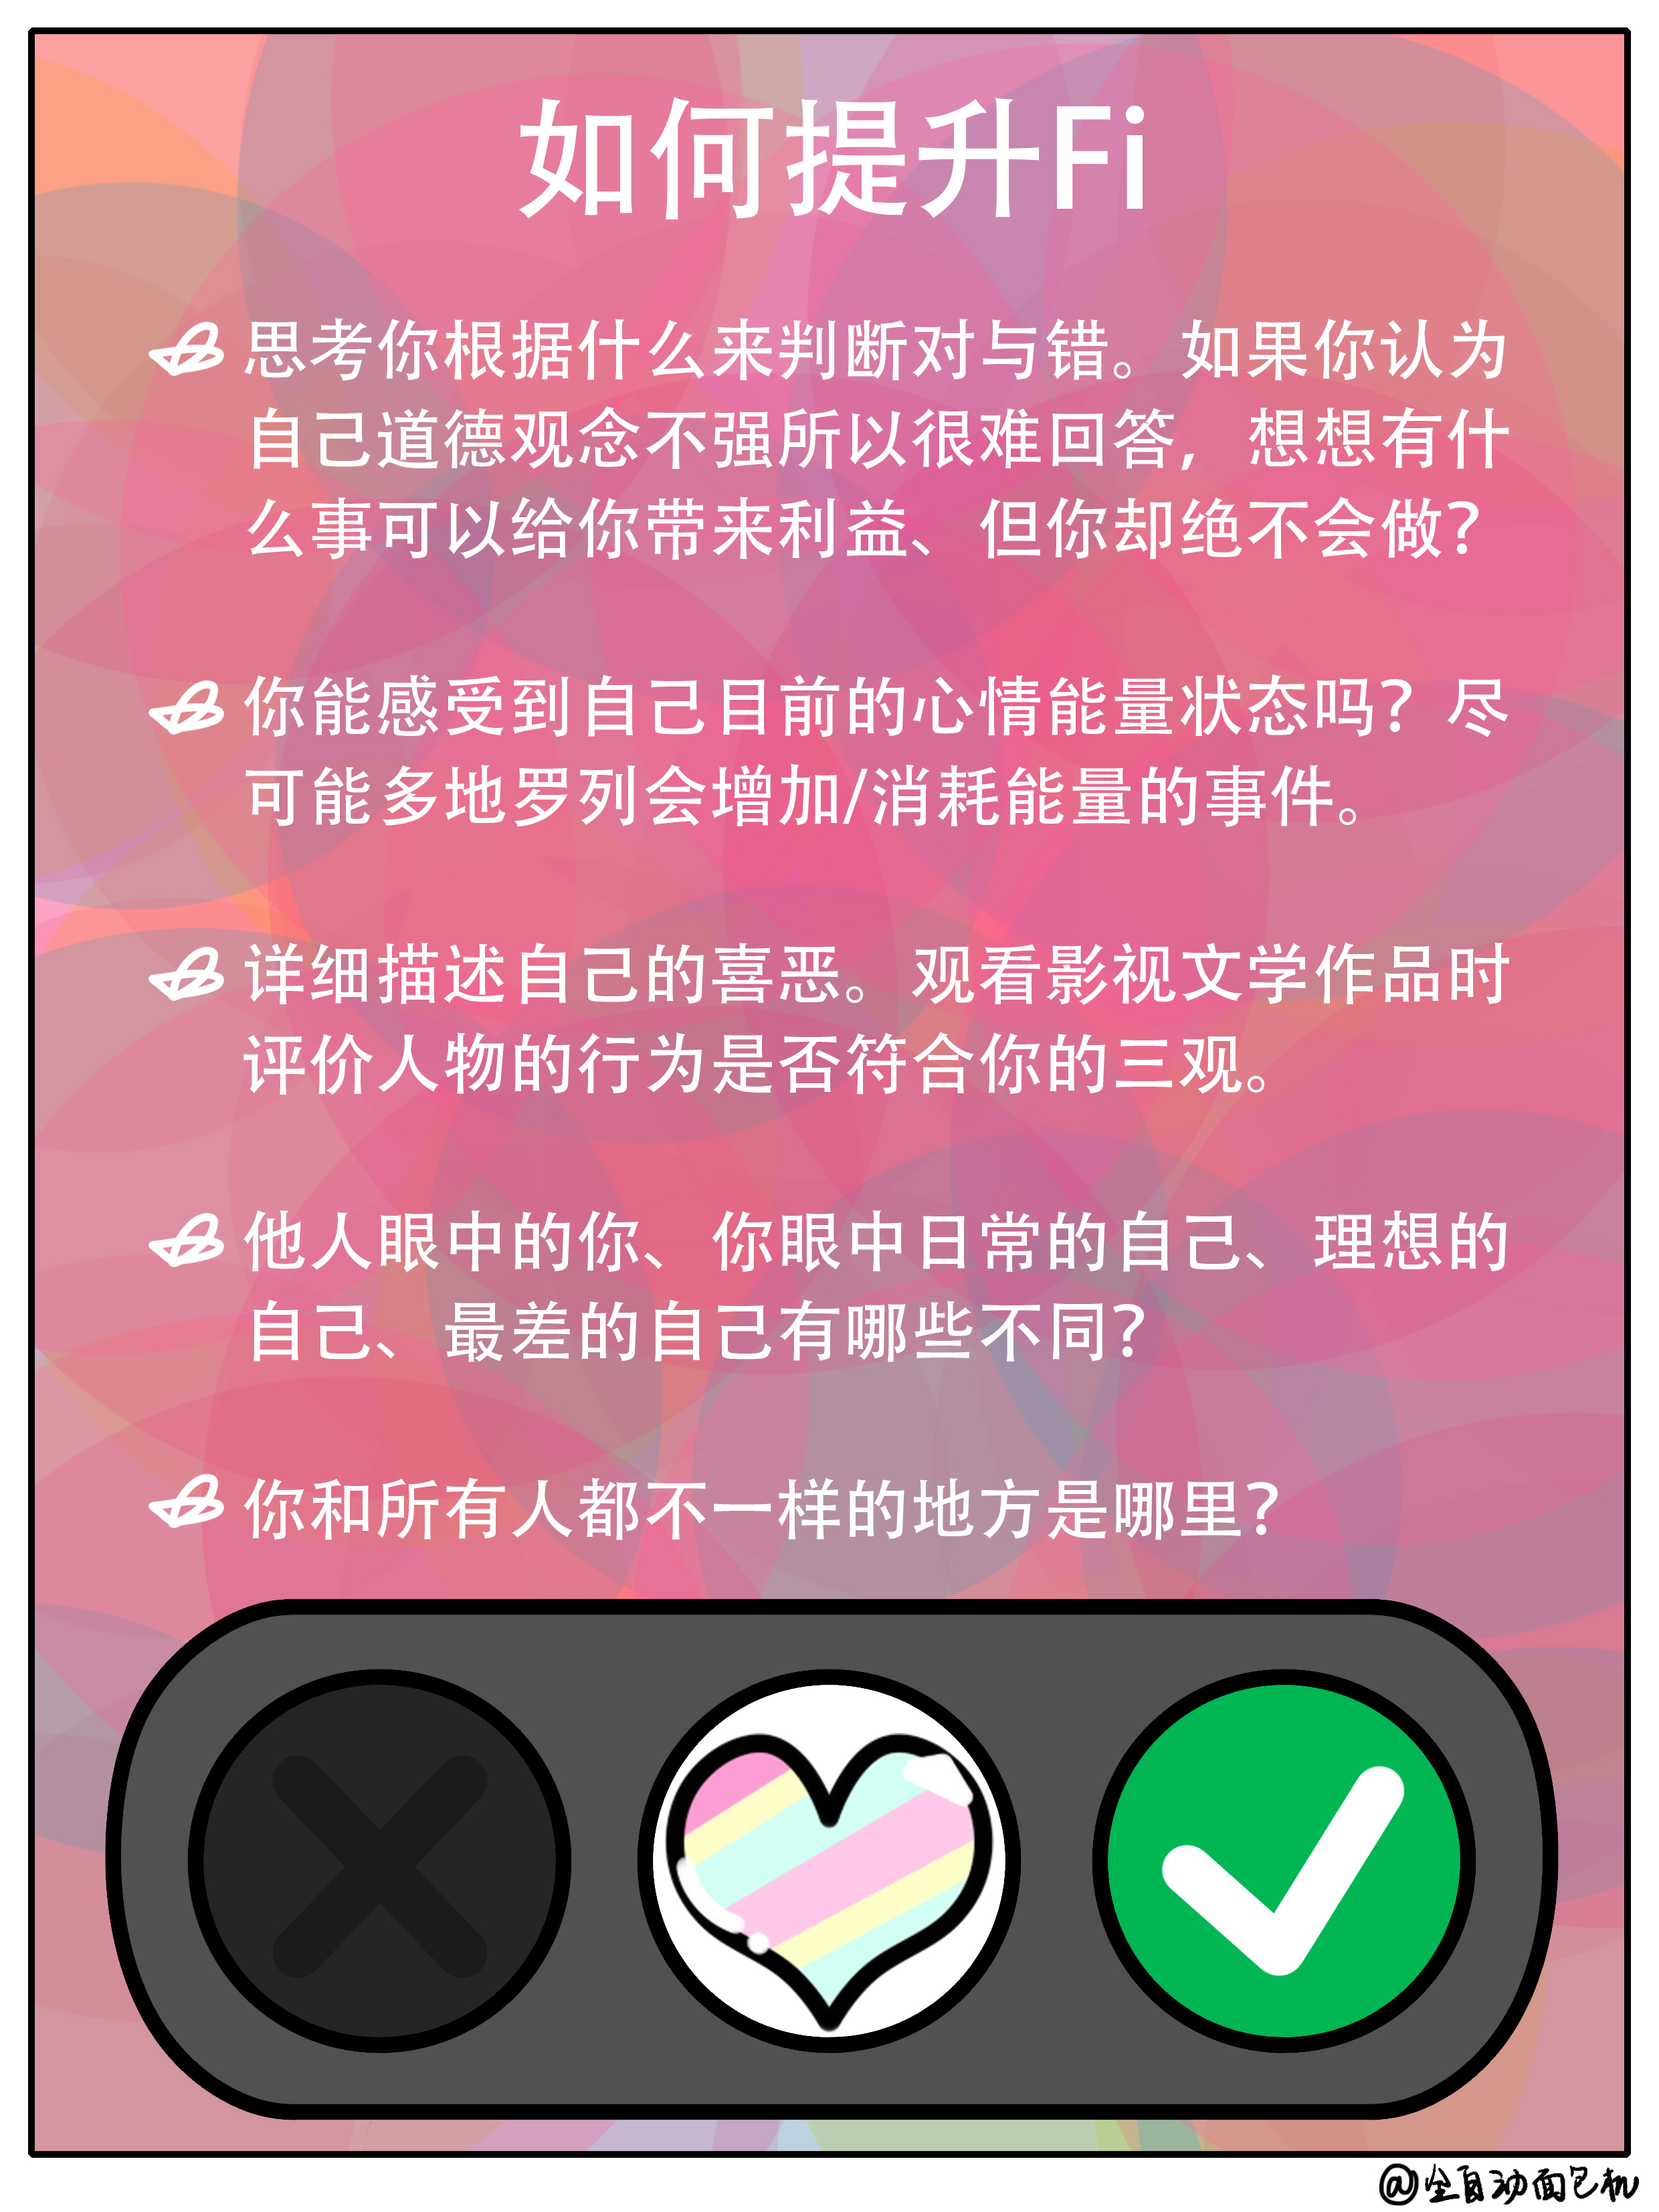 如何提升Fi
思考你根据什么来判断对与错。如果你认为
自己道德观念不强所以很难回答，想想有什
么事可以给你带来利益、但你却绝不会做？
你能感受到自己目前的心情能量状态吗？尽
可能多地罗列会增加/消耗能量的事件。
详细描述自己的喜恶。观看影视文学作品时
评价人物的行为是否符合你的三观。
他人眼中的你、你眼中日常的自己、理想的
自己、最差的自己有哪些不同？
你和所有人都不一样的地方是哪里？
@全自动面包机